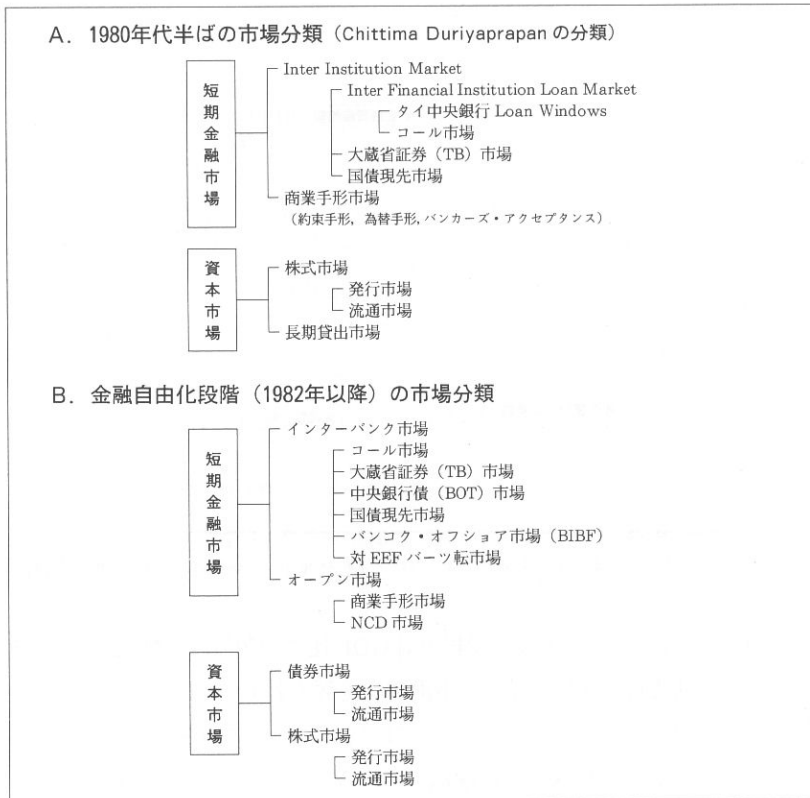 A. 1980年代半ばの市場分類（Chittima Duriyaprapan の分類）
短期金融市場
Inter Institution Market
Inter Financial Institution Loan Market
タイ中央銀行 Loan Windows
コール市場
大蔵省証券（TB）市場
国債現先市場
商業手形市場
（約束手形，為替手形，バンカーズ・アクセプタンス）
資本市場
株式市場
発行市場
流通市場
長期貸出市場
B. 金融自由化段階（1982年以降）の市場分類
短期金融市場
インターバンク市場
コール市場
大蔵省証券（TB）市場
中央銀行債（BOT）市場
国債現先市場
バンコク・オフショア市場（BIBF）
対 EEF バーツ転市場
オープン市場
商業手形市場
NCD 市場
資本市場
債券市場
発行市場
流通市場
株式市場
発行市場
流通市場